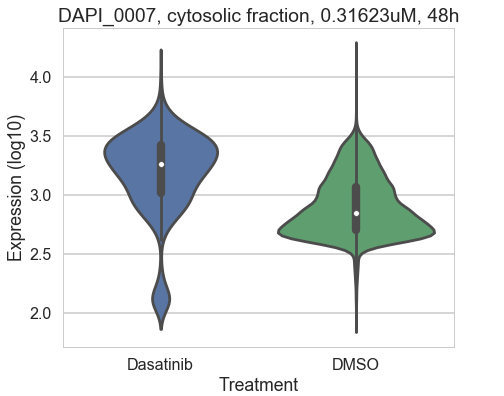 DAPI_0007, cytosolic fraction, 0.31623uM, 48h
Expression (log10)
4.0
3.5
3.0
2.5
2.0
Dasatinib DMSO
Treatment